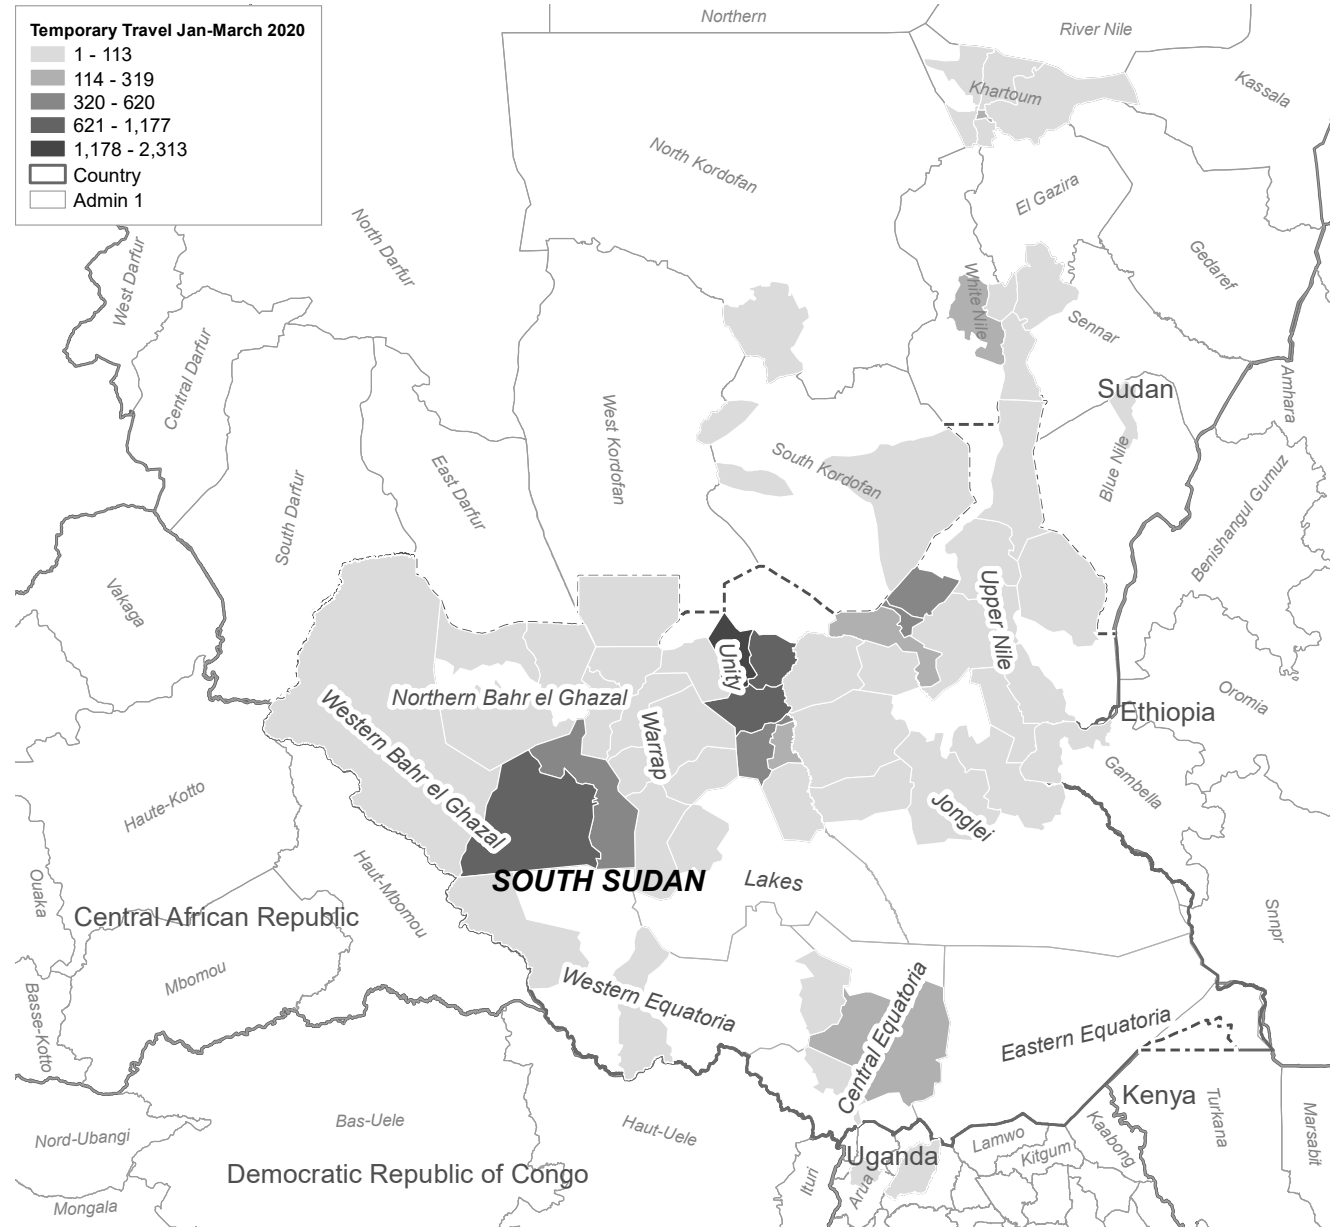 Temporary Travel Jan-March 2020
1 - 113
114 - 319
320 - 620
621 - 1,177
1,178 - 2,313
Country
Admin 1
Northern
River Nile
Kassala
Khartoum
North Kordofan
El Gazira
North Darfur
West Darfur
Gedaref
White Nile
Sennar
Central Darfur
Sudan
Amhara
West Kordofan
South Kordofan
Blue Nile
East Darfur
South Darfur
Benishangul Gumuz
Vakaga
Upper Nile
Unity
Northern Bahr el Ghazal
Oromia
Ethiopia
Warrap
Western Bahr el Ghazal
Gambella
Haute-Kotto
Jonglei
SOUTH SUDAN
Lakes
Ouaka
Haut-Mbomou
Central African Republic
Snnpr
Mbomou
Western Equatoria
Central Equatoria
Basse-Kotto
Eastern Equatoria
Kenya
Turkana
Marsabit
Bas-Uele
Haut-Uele
Nord-Ubangi
Lamwo
Kaabong
Kitgum
Uganda
Democratic Republic of Congo
Ituri
Arua
Mongala